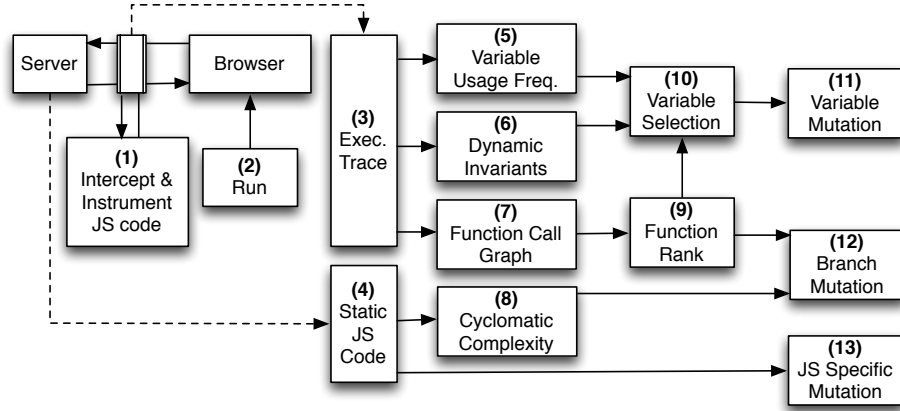 Server
Browser
(1)
Intercept &
Instrument
JS code
(2)
Run
(3)
Exec.
Trace
(4)
Static
JS
Code
(5)
Variable
Usage Freq.
(6)
Dynamic
Invariants
(7)
Function Call
Graph
(8)
Cyclomatic
Complexity
(9)
Function
Rank
(10)
Variable
Selection
(11)
Variable
Mutation
(12)
Branch
Mutation
(13)
JS Specific
Mutation